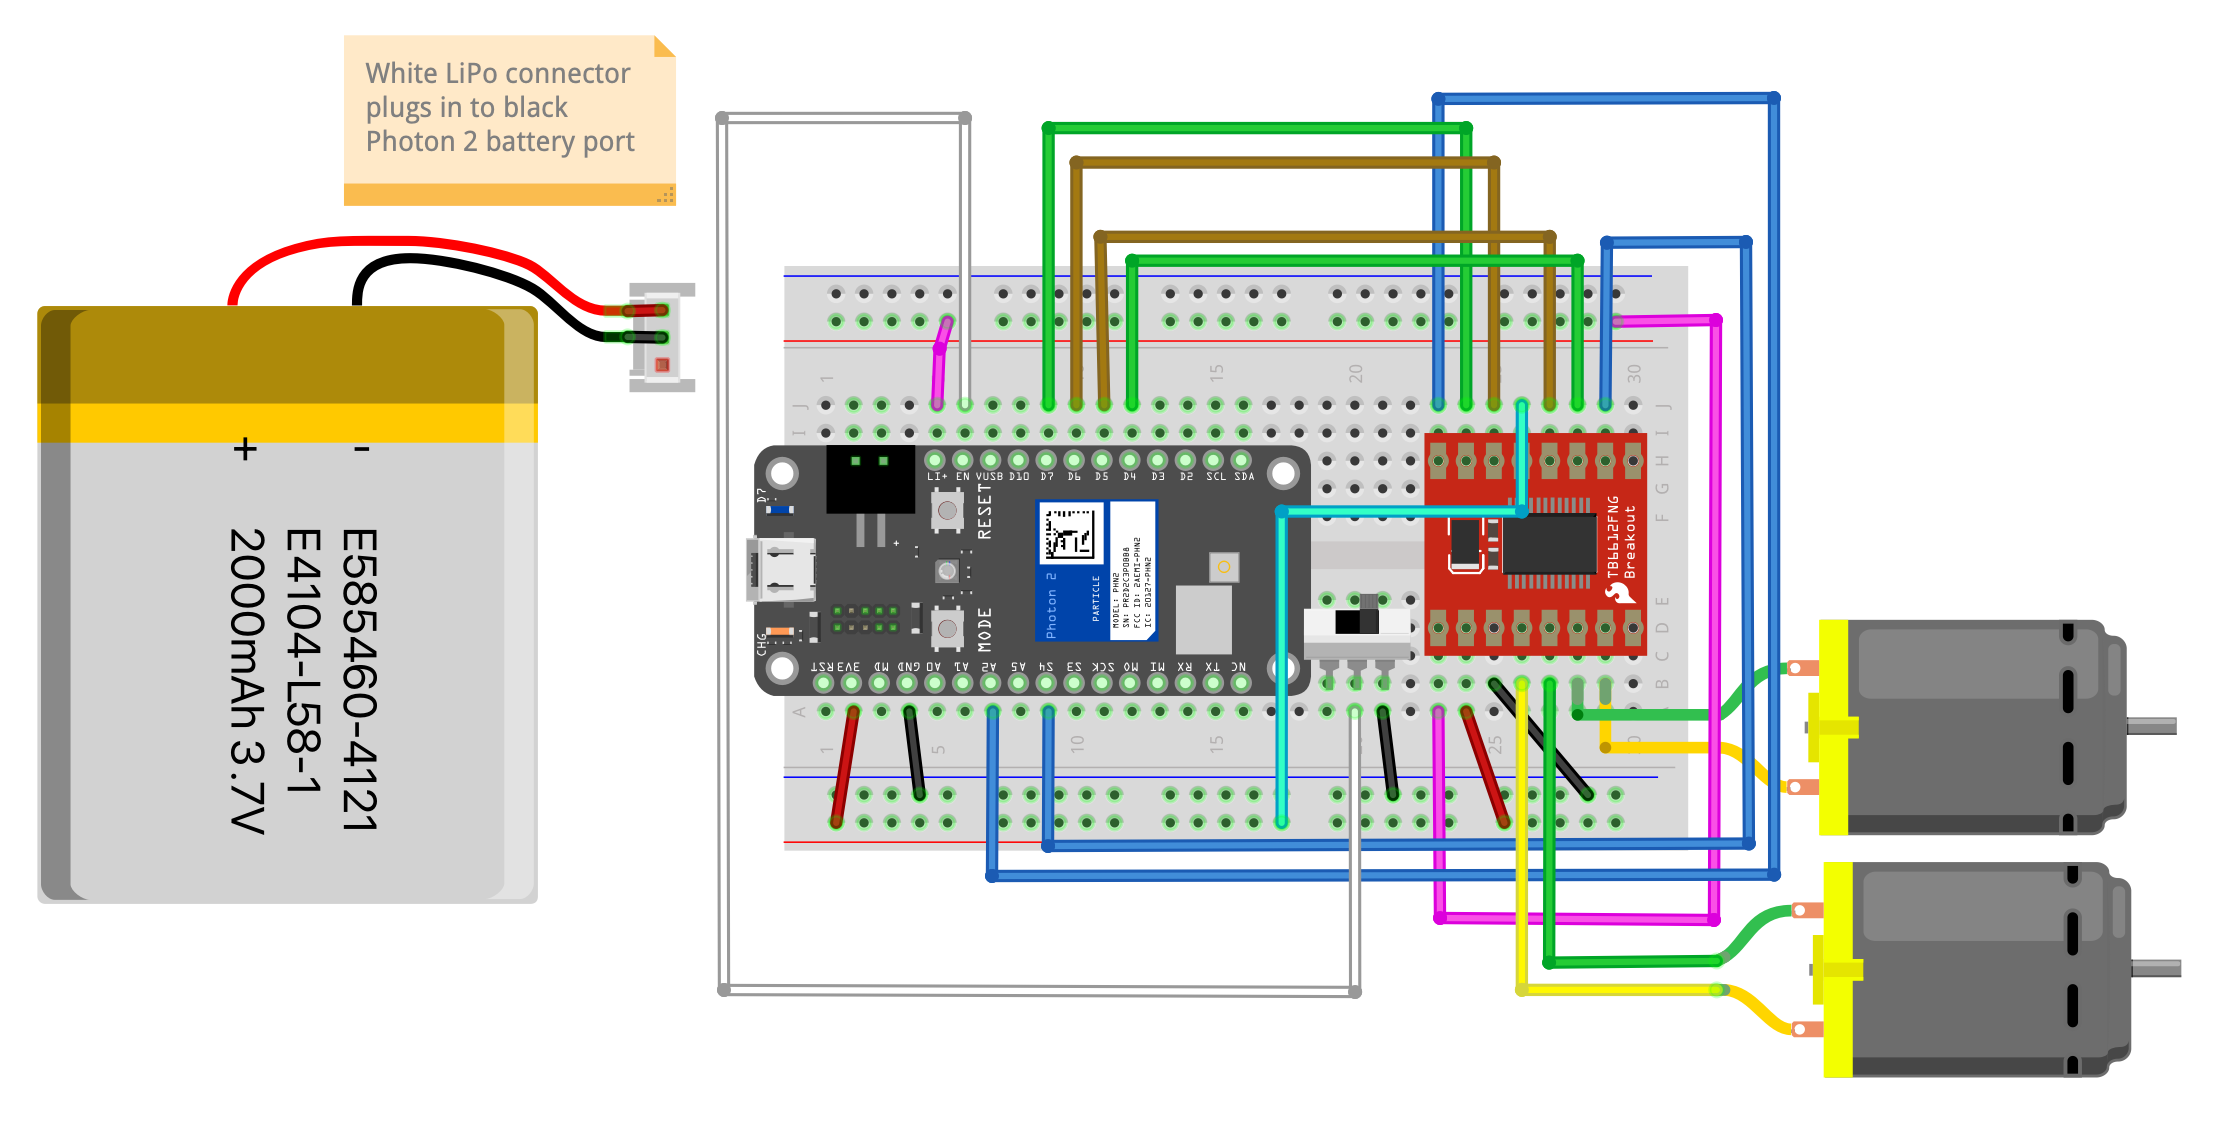 White LiPo connector
plugs in to black
Photon 2 battery port
+ -
E585460-4121
E4104-L58-1
2000mAh 3.7V
1 15 20 30
J J
I I
H
G
F
E
D
C
B
A
1 5 10 15 25
LI+ EN VUSB D10 D7 D6 D5 D4 D3 D2 SCL SDA
D7
CHG
+
RESET
MODE
Photon 2
PARTICLE
MODEL: PHN2
FCC ID: 2AEMI-PHN2
IC: 20127-PHN2
RST 3V3 MD GND A0 A1 A2 A5 S4 S3 SCK MO MI RX TX NC
TB6612FNG
Breakout